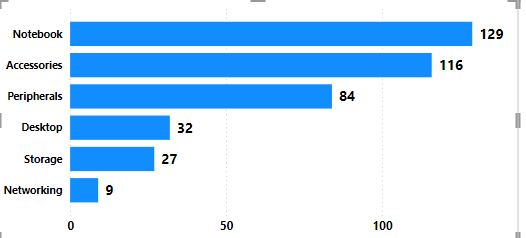 Notebook 129
Accessories 116
Peripherals 84
Desktop 32
Storage 27
Networking 9
0 50 100